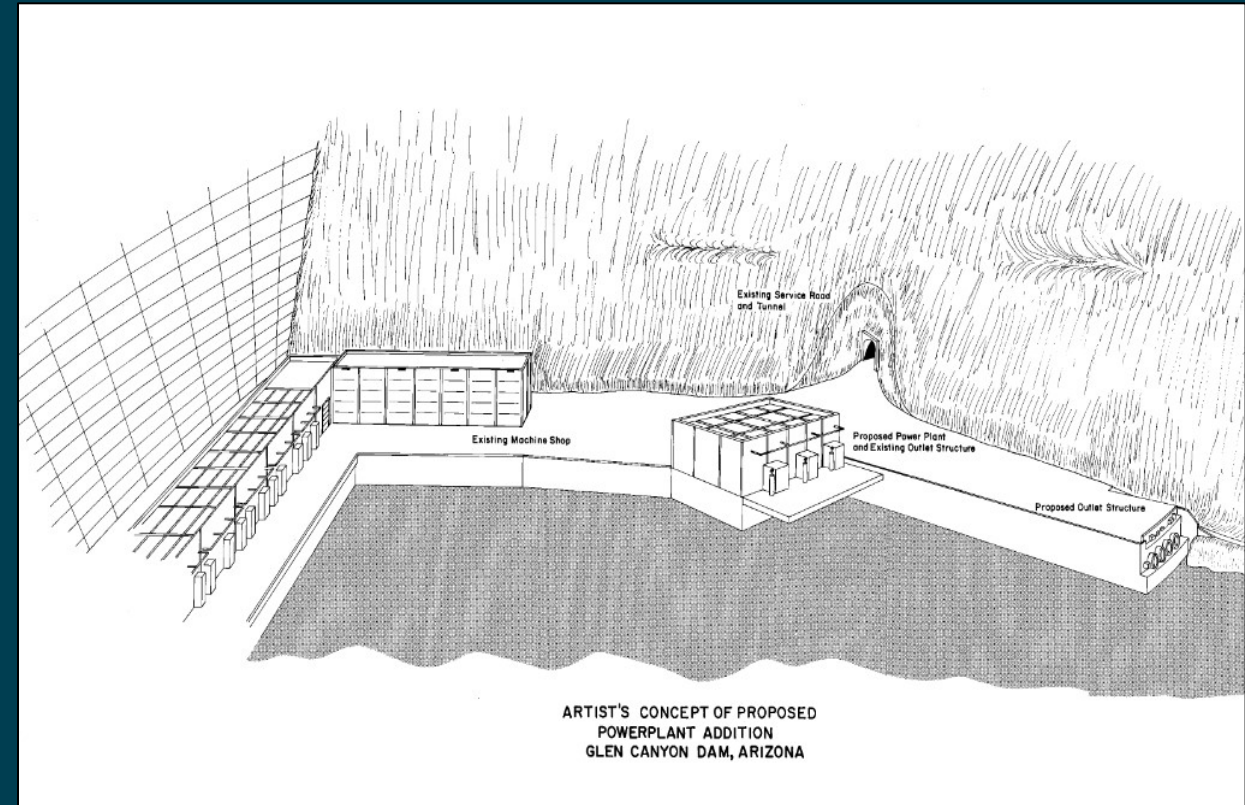 Existing Service Road
and Tunnel
Existing Machine Shop
Proposed Power Plant
and Existing Outlet Structure
Proposed Outlet Structure
ARTIST'S CONCEPT OF PROPOSED
POWERPLANT ADDITION
GLEN CANYON DAM, ARIZONA